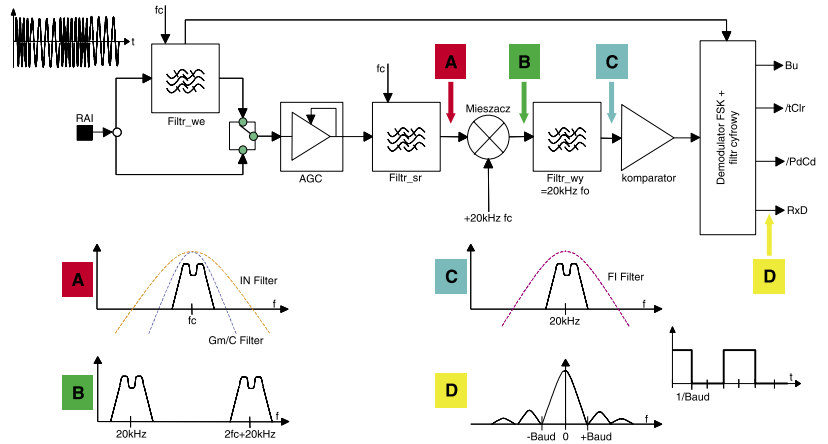 fc
t
RAI
Filtr_we
AGC
fc
Filtr_sr
A
Mieszacz
+20kHz fc
B
Filtr_wy
=20kHz fo
C
komparator
Demodulator FSK +
filtr cyfrowy
Bu
/tClr
/PdCd
RxD
D
A
IN Filter
fc
f
Gm/C Filter
C
FI Filter
20kHz
f
B
20kHz
2fc+20kHz
f
D
-Baud
0
+Baud
f
1/Baud
t